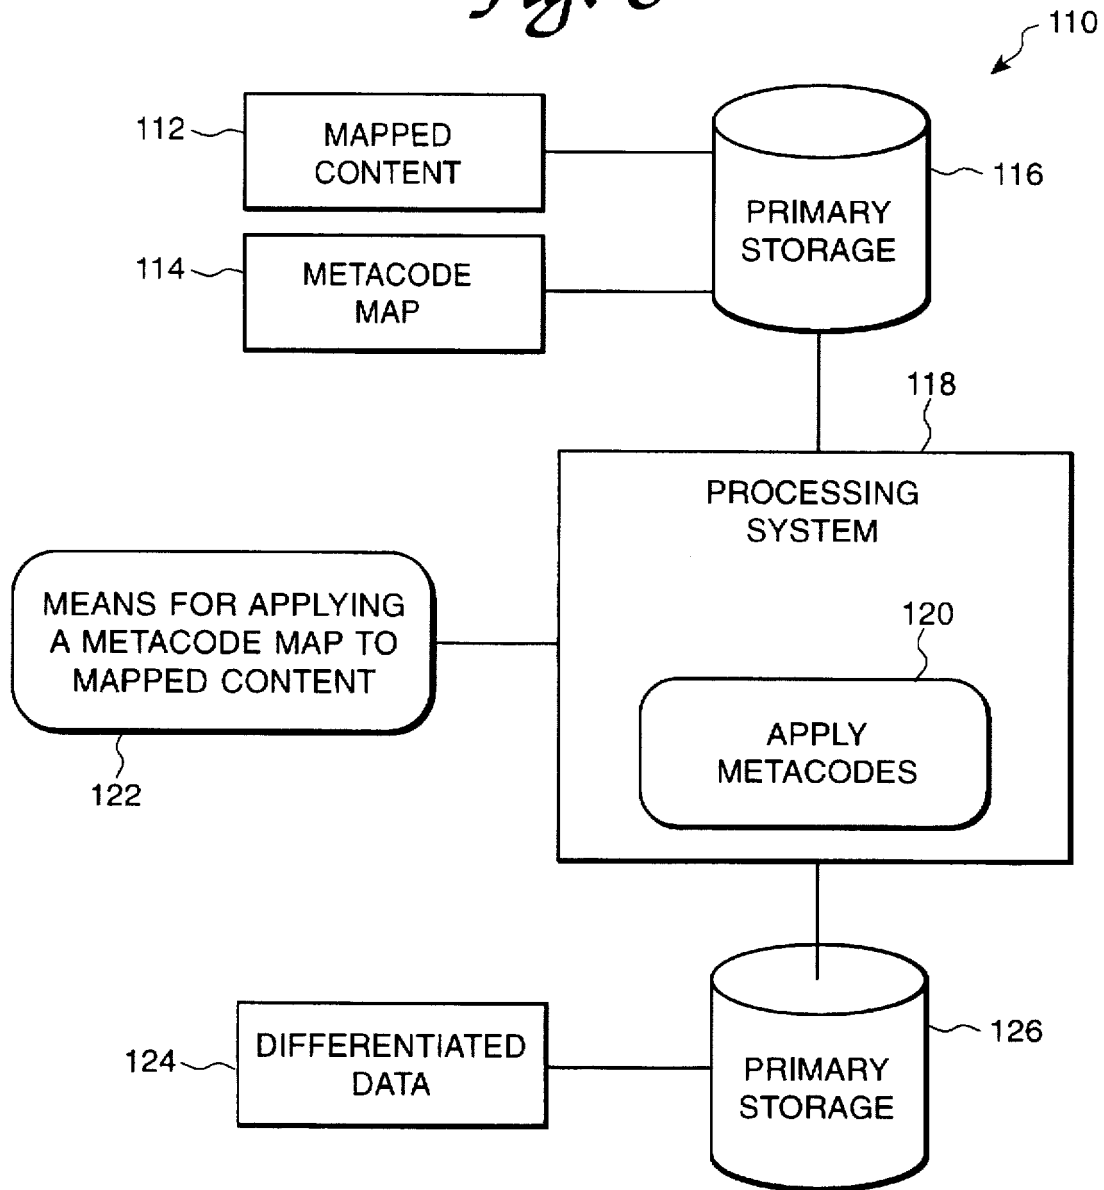 110
112
MAPPED
CONTENT
116
PRIMARY
STORAGE
114
METACODE
MAP
118
PROCESSING
SYSTEM
MEANS FOR APPLYING
A METACODE MAP TO
MAPPED CONTENT
122
120
APPLY
METACODES
124
DIFFERENTIATED
DATA
126
PRIMARY
STORAGE